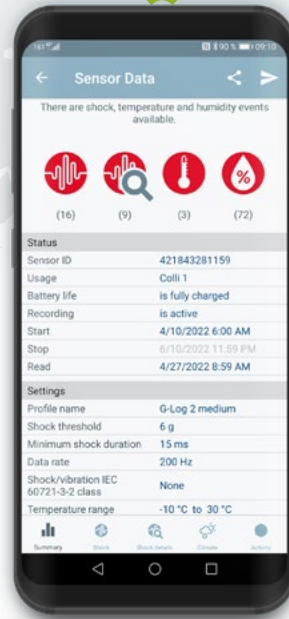 90 % 09:10
Sensor Data
There are shock, temperature and humidity events
available.
%
(16) (9) (3) (72)
Status
Sensor ID 421843281159
Usage Colli 1
Battery life is fully charged
Recording is active
Start 4/10/2022 6:00 AM
Stop 6/10/2022 11:59 PM
Read 4/27/2022 8:59 AM
Settings
Profile name G-Log 2 medium
Shock threshold 6 g
Minimum shock duration 15 ms
Data rate 200 Hz
Shock/vibration IEC
60721-3-2 class None
Temperature range -10 °C to 30 °C
Summary Shock Shock details Climate Activity